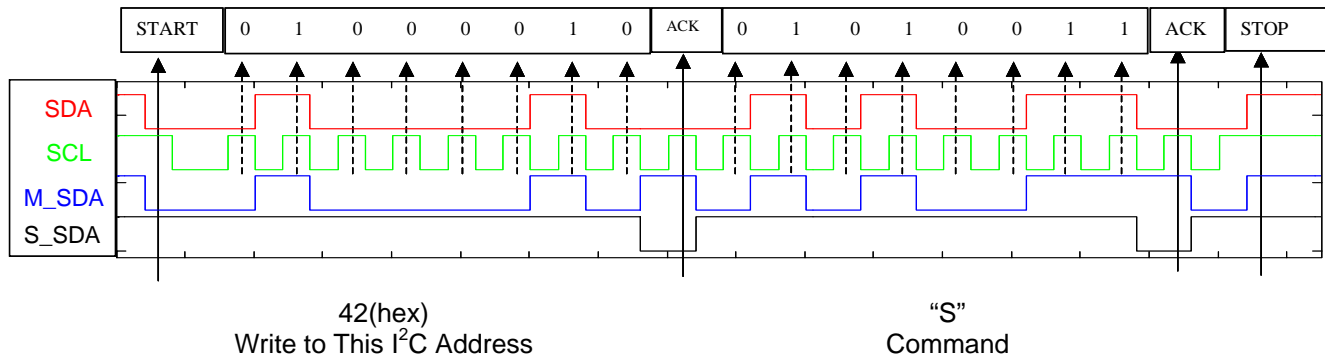 START 0 1 0 0 0 0 1 0 ACK 0 1 0 1 0 0 1 1 ACK STOP
SDA
SCL
M_SDA
S_SDA
42(hex)
Write to This I²C Address
“S”
Command